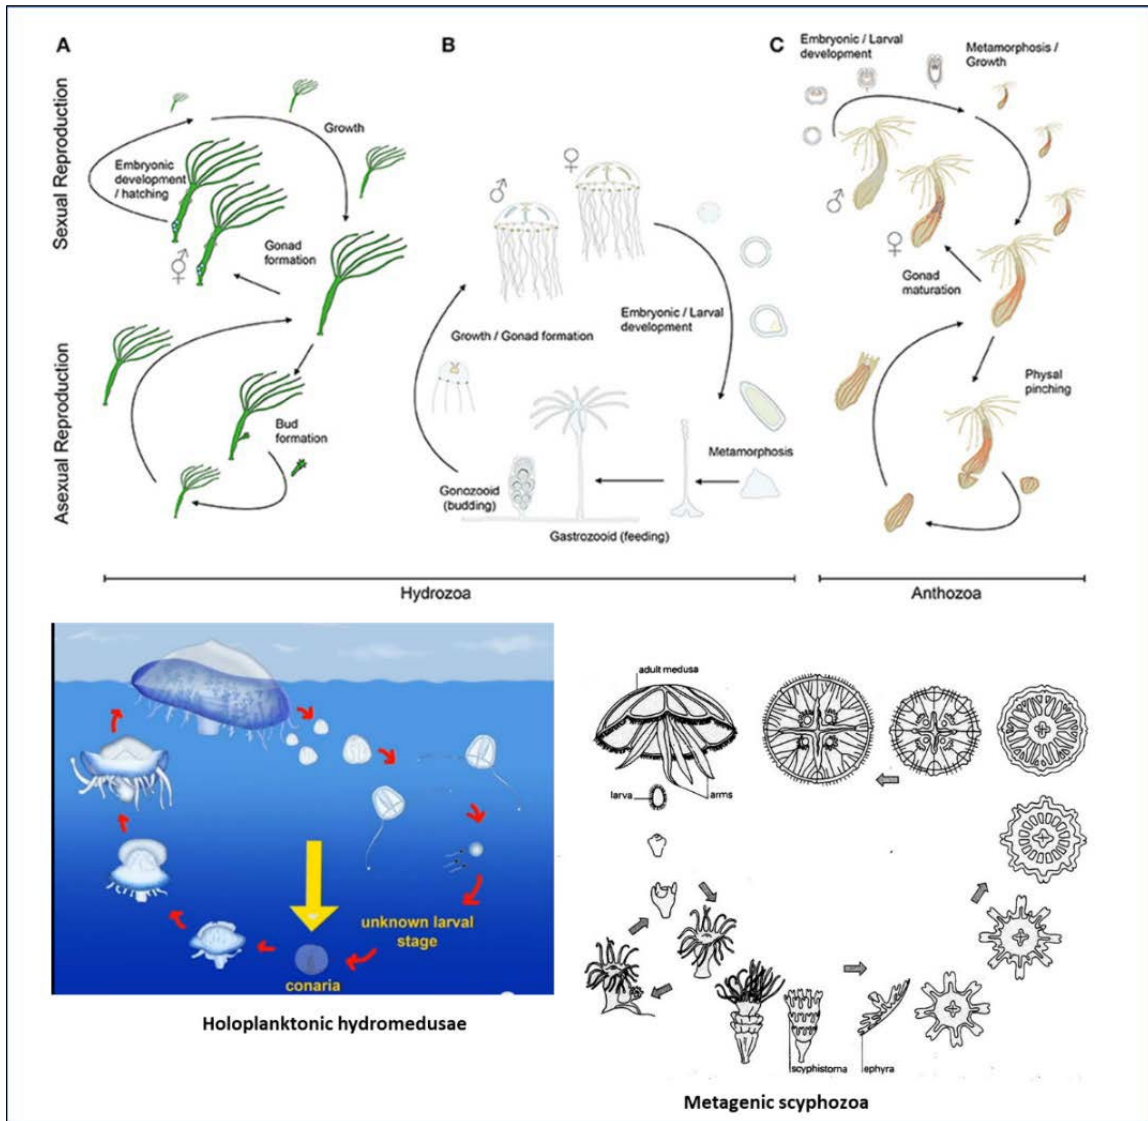 A
B
C
Sexual Reproduction
Asexual Reproduction
Growth
Embryonic
development
/ hatching
Gonad
formation
Bud
formation
♂
♀
Growth / Gonad formation
Embryonic / Larval
development
Metamorphosis
Gonozooid
(budding)
Gastrozooid (feeding)
Embryonic / Larval
development
Metamorphosis /
Growth
♂
♀
Gonad
maturation
Physal
pinching
Hydrozoa
Anthozoa
unknown larval
stage
conaria
Holoplanktonic hydromedusae
adult medusa
larva
arms
scyphistoma
ephyra
Metagenic scyphozoa